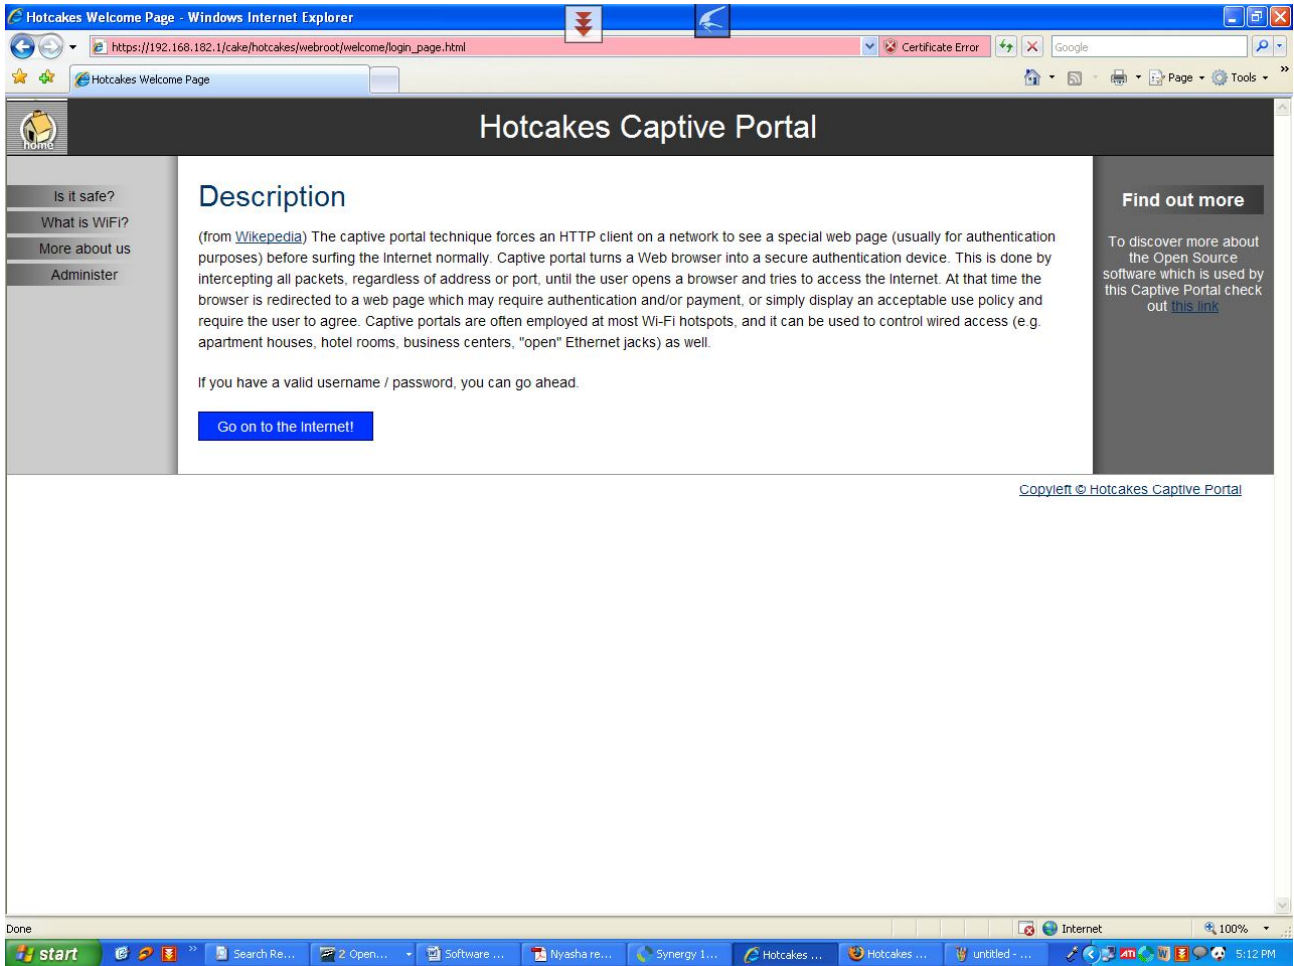 Hotcakes Welcome Page - Windows Internet Explorer
https://192.168.182.1/cake/hotcakes/webroot/welcome/login_page.html
Certificate Error
Google
Hotcakes Welcome Page
Page
Tools
»
home
Hotcakes Captive Portal
Is it safe?
What is WiFi?
More about us
Administer
Description
(from Wikepedia) The captive portal technique forces an HTTP client on a network to see a special web page (usually for authentication
purposes) before surfing the Internet normally. Captive portal turns a Web browser into a secure authentication device. This is done by
intercepting all packets, regardless of address or port, until the user opens a browser and tries to access the Internet. At that time the
browser is redirected to a web page which may require authentication and/or payment, or simply display an acceptable use policy and
require the user to agree. Captive portals are often employed at most Wi-Fi hotspots, and it can be used to control wired access (e.g.
apartment houses, hotel rooms, business centers, "open" Ethernet jacks) as well.
If you have a valid username / password, you can go ahead.
Go on to the Internet!
Find out more
To discover more about
the Open Source
software which is used by
this Captive Portal check
out this link
Copyleft © Hotcakes Captive Portal
Done
Internet
100%
start
»
Search Re...
2 Open...
Software ...
Nyasha re...
Synergy 1...
Hotcakes ...
Hotcakes ...
untitled - ...
5:12 PM